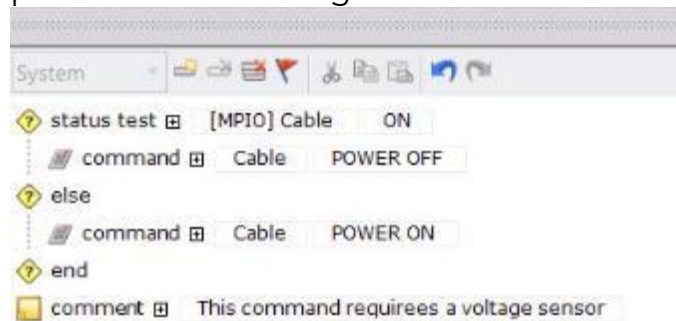 System
status test [MPIO] Cable ON
command Cable POWER OFF
else
command Cable POWER ON
end
comment This command requirees a voltage sensor